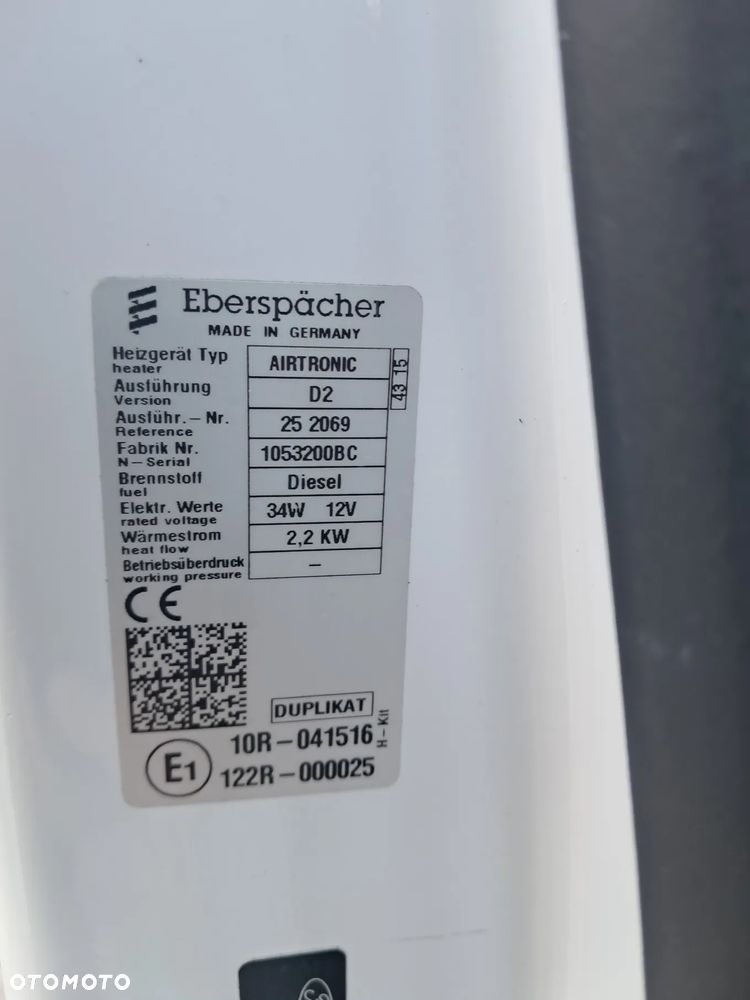 Eberspächer
MADE IN GERMANY
Heizgerät Typ AIRTRONIC
heater
43 15
Ausführung D2
Version
Ausführ. – Nr. 25 2069
Reference
Fabrik Nr. 1053200BC
N – Serial
Brennstoff Diesel
fuel
Elektr. Werte 34W 12V
rated voltage
Wärmestrom 2,2 KW
heat flow
Betriebsüberdruck –
working pressure
CE
DUPLIKAT
H – Kit
E1 10R – 041516
122R – 000025
OTOMOTO